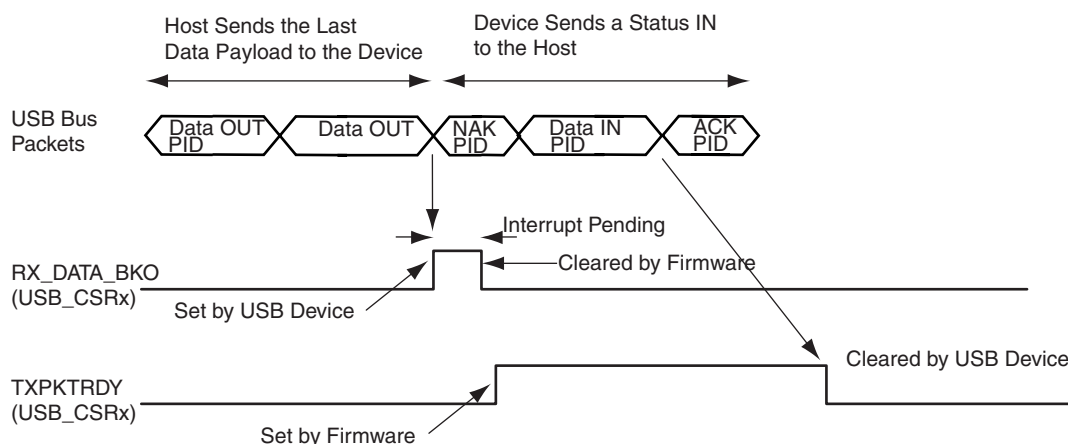 Host Sends the Last
Data Payload to the Device
Device Sends a Status IN
to the Host
USB Bus
Packets
Data OUT
PID
Data OUT
NAK
PID
Data IN
PID
ACK
PID
Interrupt Pending
RX_DATA_BKO
(USB_CSRx)
Cleared by Firmware
Set by USB Device
Cleared by USB Device
TXPKTRDY
(USB_CSRx)
Set by Firmware